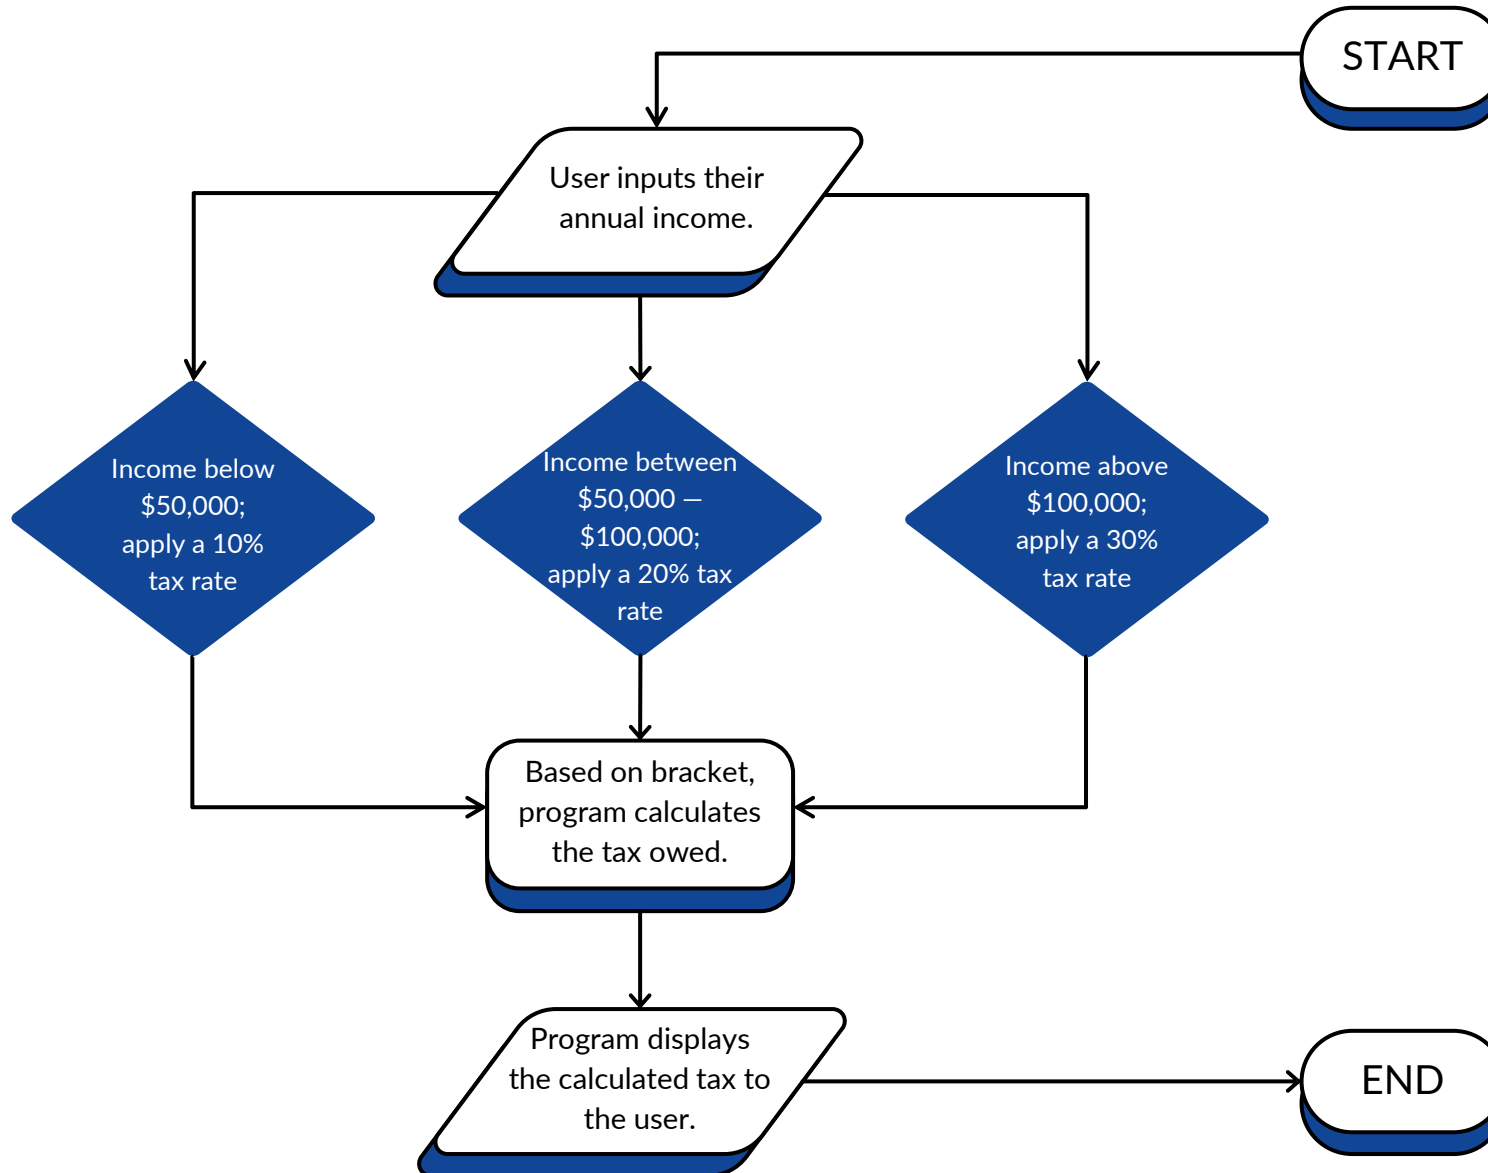 START
User inputs their
annual income.
Income below
$50,000;
apply a 10%
tax rate
Income between
$50,000 —
$100,000;
apply a 20% tax
rate
Income above
$100,000;
apply a 30%
tax rate
Based on bracket,
program calculates
the tax owed.
Program displays
the calculated tax to
the user.
END